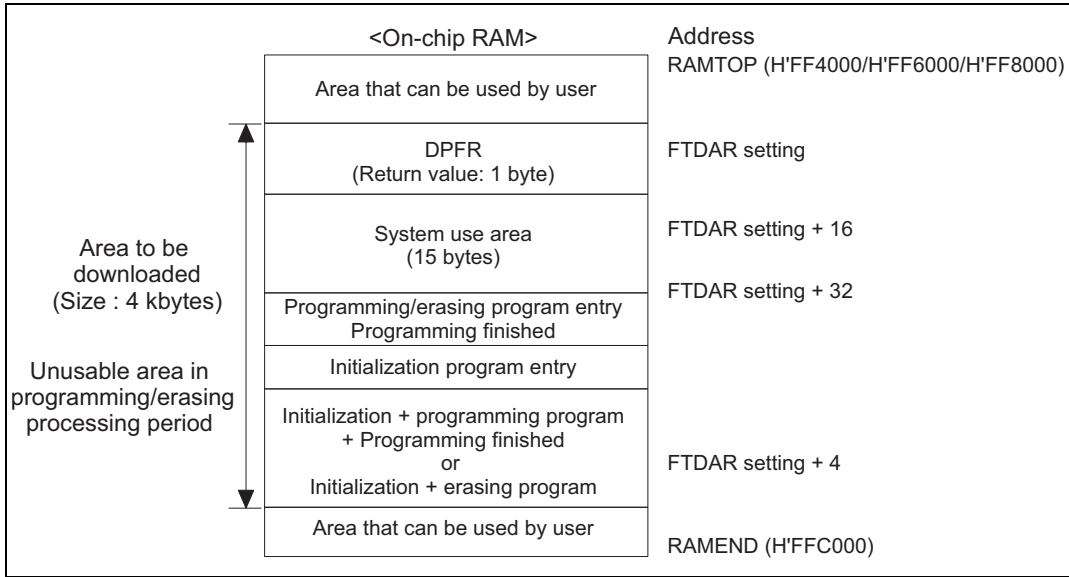 <On-chip RAM>
Address
RAMTOP (H'FF4000/H'FF6000/H'FF8000)
Area that can be used by user
DPFR
(Return value: 1 byte)
FTDAR setting
System use area
(15 bytes)
FTDAR setting + 16
Area to be
downloaded
(Size : 4 kbytes)
FTDAR setting + 32
Programming/erasing program entry
Programming finished
Initialization program entry
Unusable area in
programming/erasing
processing period
Initialization + programming program
+ Programming finished
or
Initialization + erasing program
FTDAR setting + 4
Area that can be used by user
RAMEND (H'FFC000)